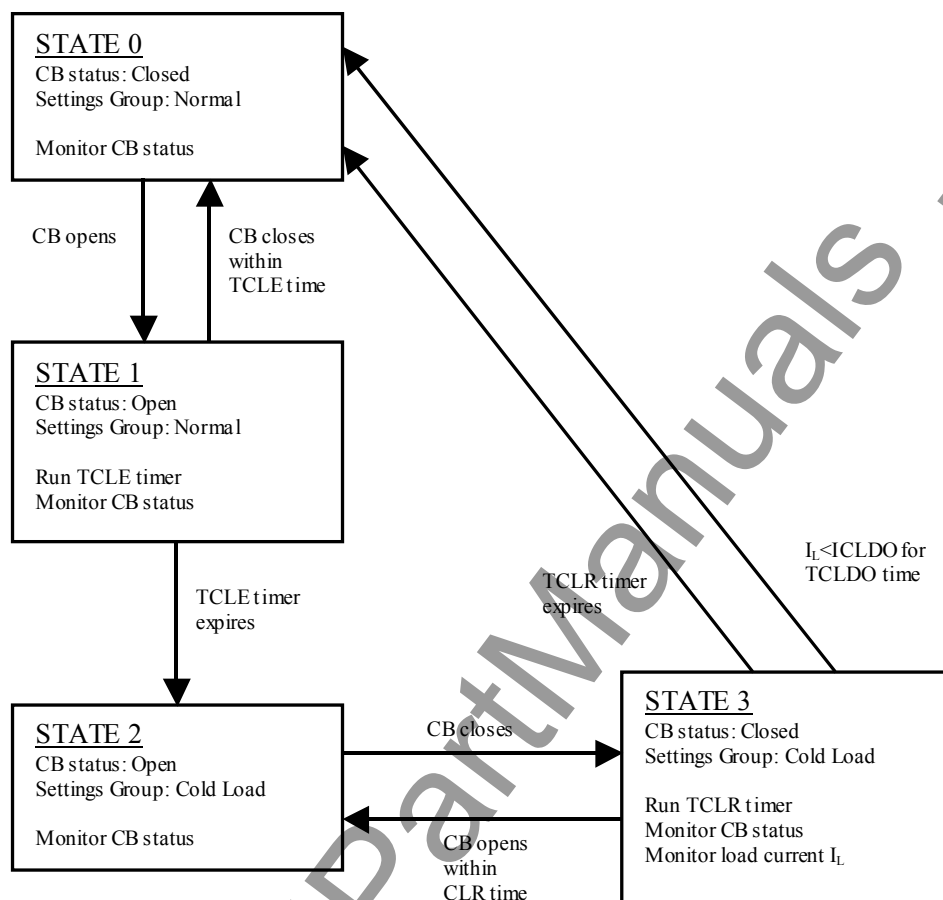 STATE 0
CB status: Closed
Settings Group: Normal
Monitor CB status
CB opens
CB closes
within
TCLE time
STATE 1
CB status: Open
Settings Group: Normal
Run TCLE timer
Monitor CB status
TCLE timer
expires
TCLR timer
expires
IL<ICLDO for
TCLDO time
STATE 2
CB status: Open
Settings Group: Cold Load
Monitor CB status
CB closes
CB opens
within
CLR time
STATE 3
CB status: Closed
Settings Group: Cold Load
Run TCLR timer
Monitor CB status
Monitor load current IL
PartManuals